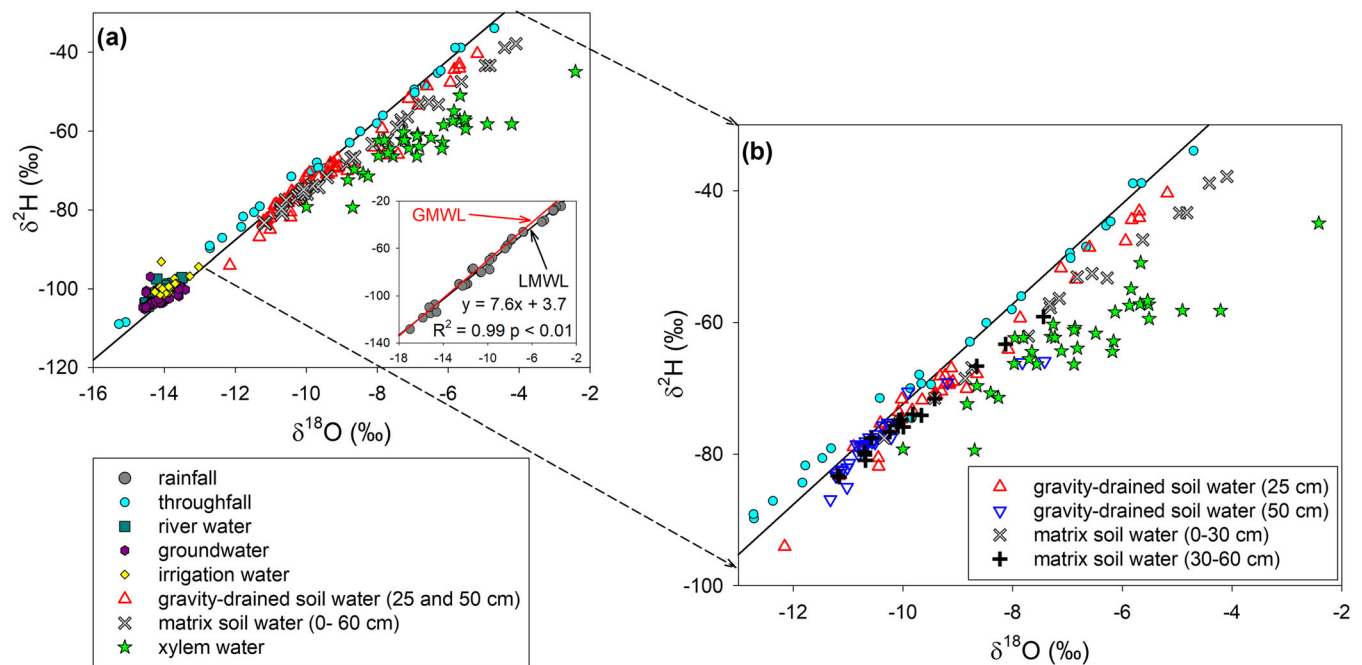 (a)
δ²H (‰)
-40
-60
-80
-100
-120
-16
-14
-12
-10
-8
-6
-4
-2
δ¹⁸O (‰)
-20
-60
-100
-140
-18
-14
-10
-6
-2
GMWL
LMWL
y = 7.6x + 3.7
R² = 0.99 p < 0.01
rainfall
throughfall
river water
groundwater
irrigation water
gravity-drained soil water (25 and 50 cm)
matrix soil water (0- 60 cm)
xylem water
(b)
δ²H (‰)
-40
-60
-80
-100
-12
-10
-8
-6
-4
-2
δ¹⁸O (‰)
gravity-drained soil water (25 cm)
gravity-drained soil water (50 cm)
matrix soil water (0-30 cm)
matrix soil water (30-60 cm)